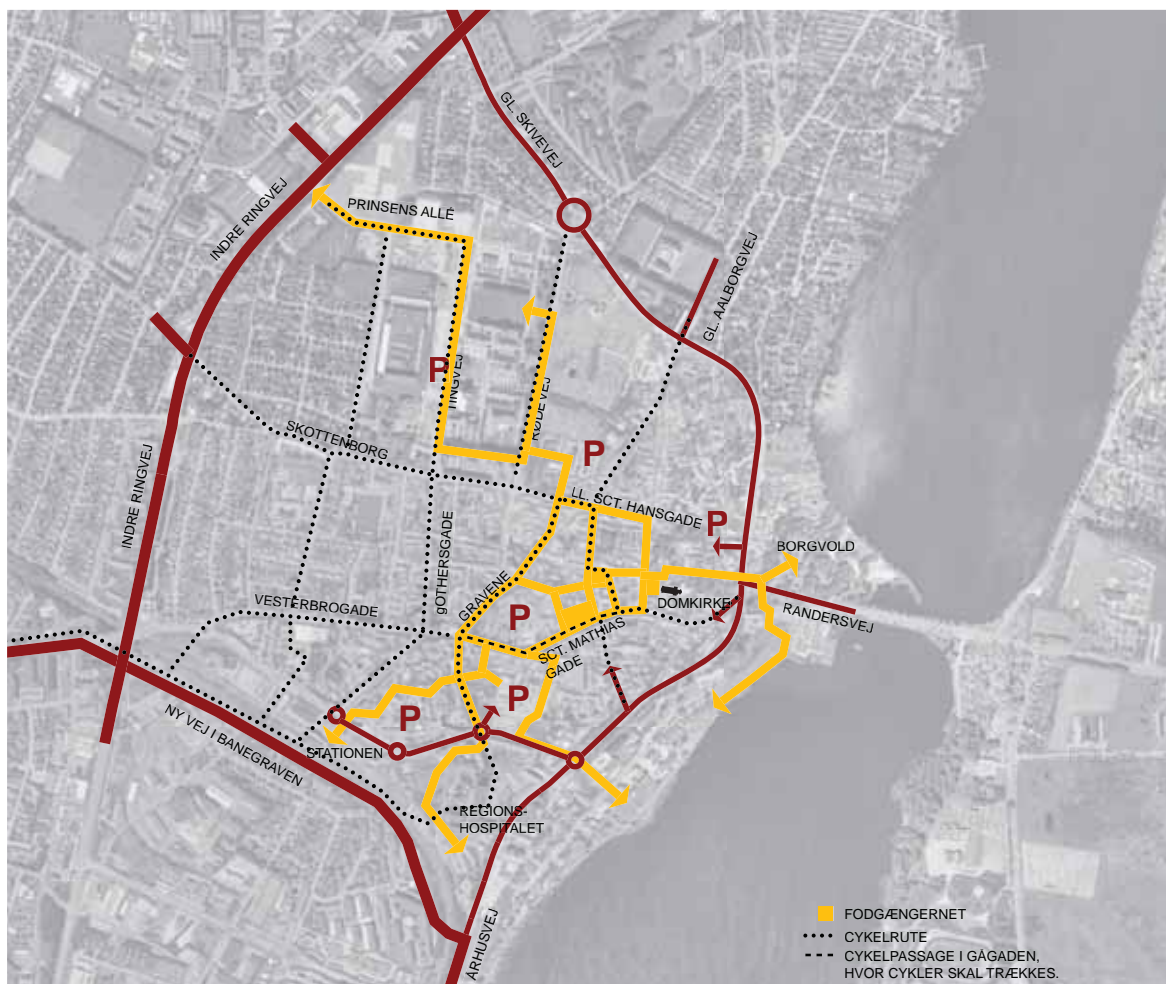 GL. SKIVEVEJ
PRINSENS ALLÉ
INDRE RINGVEJ
GL. AALBORGVEJ
P
TINGVEJ
RØDEVEJ
SKOTTENBORG
P
INDRE RINGVEJ
LL. SCT. HANSGADE
P
gOTHERSGADE
BORGVOLD
GRAVENE
VESTERBROGADE
P
DOMKIRKE
RANDERSVEJ
SCT. MATHIAS
GADE
P
P
NY VEJ I BANEGRAVEN
STATIONEN
REGIONS-
HOSPITALET
ÅRHUSVEJ
FODGÆNGERNET
CYKELRUTE
CYKELPASSAGE I GÅGADEN,
HVOR CYKLER SKAL TRÆKKES.